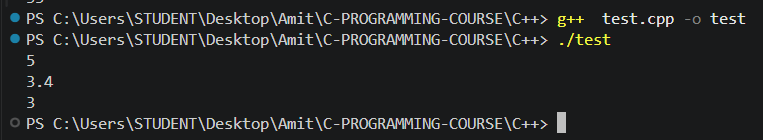 PS C:\Users\STUDENT\Desktop\Amit\C-PROGRAMMING-COURSE\C++> g++  test.cpp -o test
PS C:\Users\STUDENT\Desktop\Amit\C-PROGRAMMING-COURSE\C++> ./test
5
3.4
3
PS C:\Users\STUDENT\Desktop\Amit\C-PROGRAMMING-COURSE\C++>